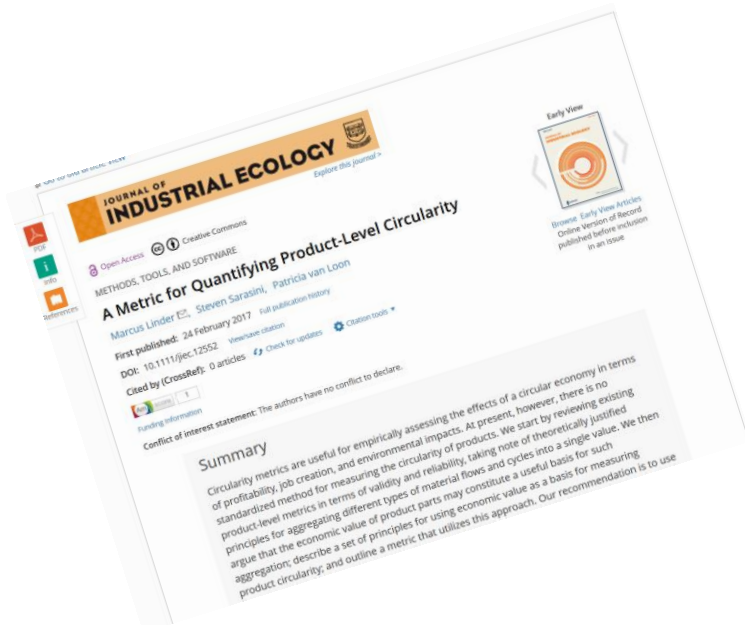 JOURNAL OF
INDUSTRIAL ECOLOGY
Explore this journal >
Early View
Browse Early View Articles
Online Version of Record
published before inclusion
in an issue
PDF
Info
References
Open Access
Creative Commons
METHODS, TOOLS, AND SOFTWARE
A Metric for Quantifying Product-Level Circularity
Marcus Linder, Steven Sarasini, Patricia van Loon
First published: 24 February 2017 Full publication history
DOI: 10.1111/jiec.12552 View/save citation
Cited by (CrossRef): 0 articles Check for updates Citation tools
1
Funding Information
Conflict of interest statement: The authors have no conflict to declare.
Summary
Circularity metrics are useful for empirically assessing the effects of a circular economy in terms
of profitability, job creation, and environmental impacts. At present, however, there is no
standardized method for measuring the circularity of products. We start by reviewing existing
product-level metrics in terms of validity and reliability, taking note of theoretically justified
principles for aggregating different types of material flows and cycles into a single value. We then
argue that the economic value of product parts may constitute a useful basis for such
aggregation; describe a set of principles for using economic value as a basis for measuring
product circularity; and outline a metric that utilizes this approach. Our recommendation is to use